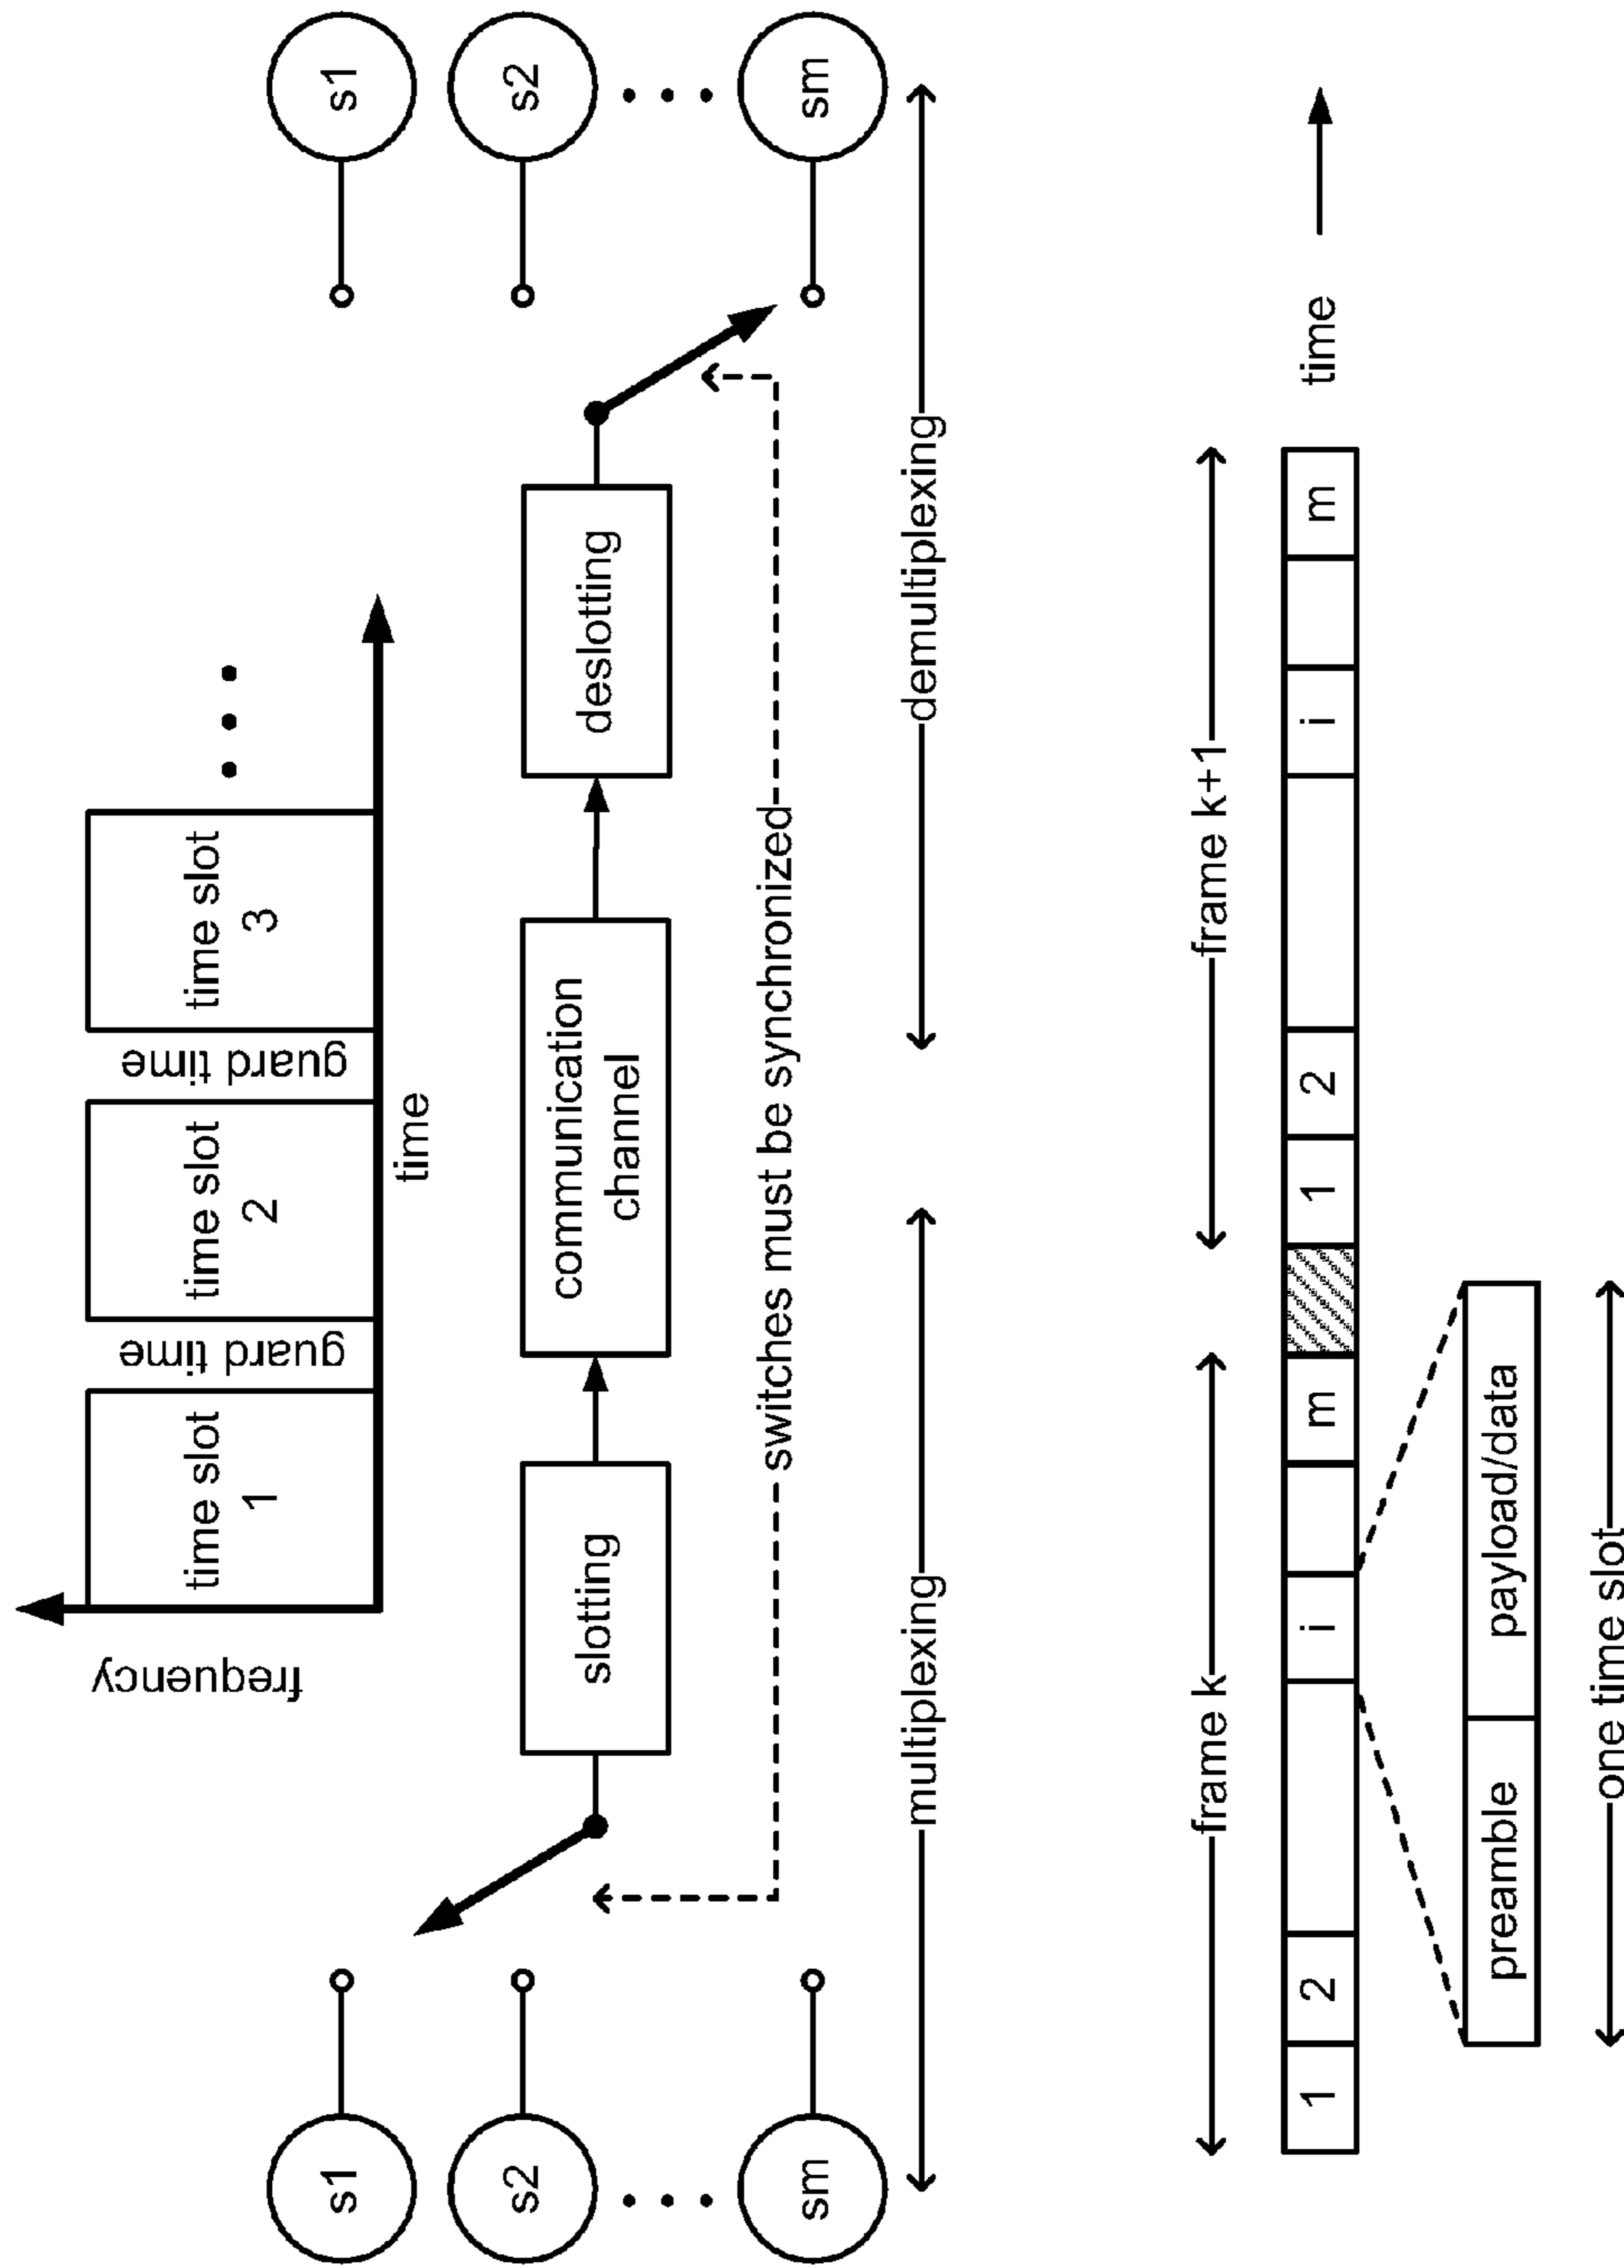 frequency
time slot
1
guard time
time slot
2
guard time
time slot
3
time
s1
s2
sm
slotting
communication
channel
deslotting
s1
s2
sm
switches must be synchronized
multiplexing
demultiplexing
frame k
frame k+1
1
2
i
m
1
2
i
m
time
preamble
payload/data
one time slot